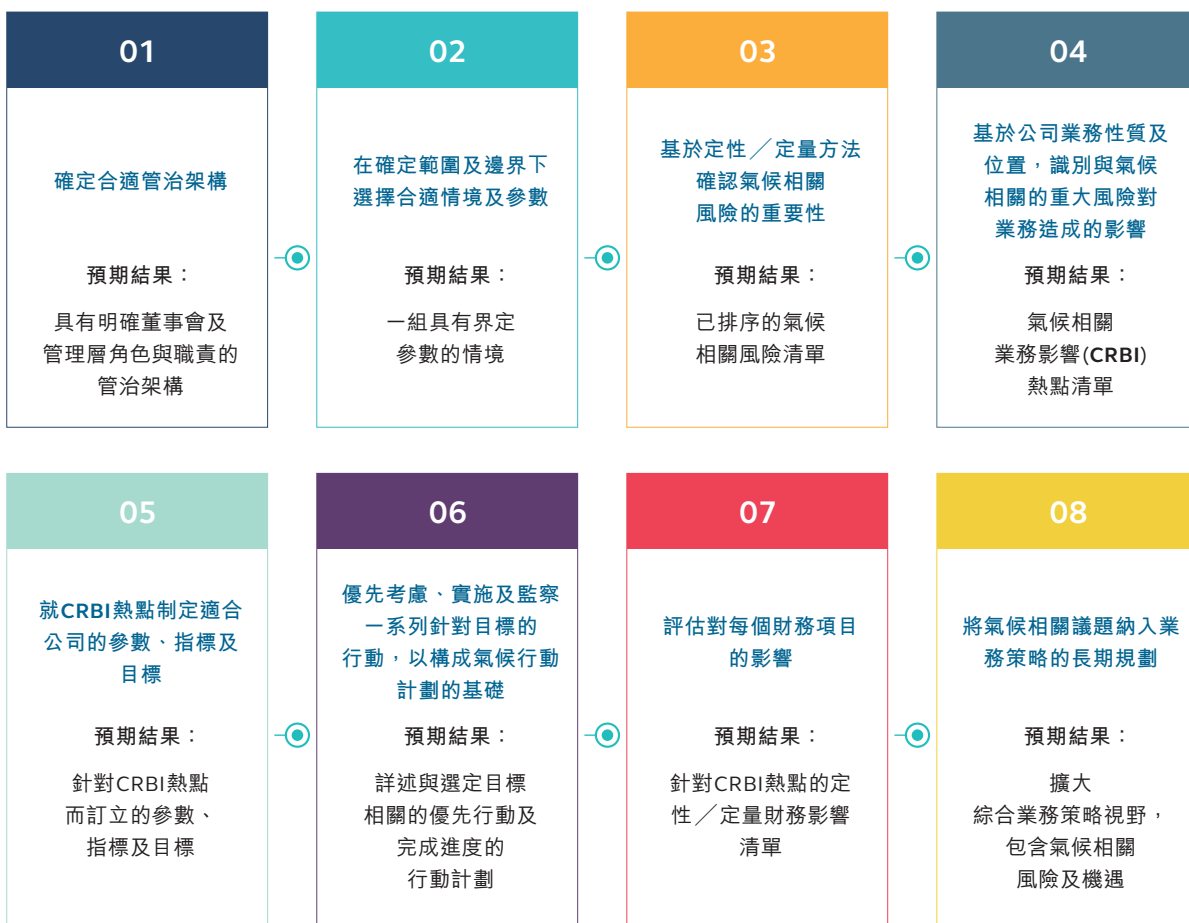 01
確定合適管治架構
預期結果：
具有明確董事會及
管理層角色與職責的
管治架構
02
在確定範圍及邊界下
選擇合適情境及參數
預期結果：
一組具有界定
參數的情境
03
基於定性／定量方法
確認氣候相關
風險的重要性
預期結果：
已排序的氣候
相關風險清單
04
基於公司業務性質及
位置，識別與氣候
相關的重大風險對
業務造成的影響
預期結果：
氣候相關
業務影響(CRBI)
熱點清單
05
就CRBI熱點制定適合
公司的參數、指標及
目標
預期結果：
針對CRBI熱點
而訂立的參數、
指標及目標
06
優先考慮、實施及監察
一系列針對目標的
行動，以構成氣候行動
計劃的基礎
預期結果：
詳述與選定目標
相關的優先行動及
完成進度的
行動計劃
07
評估對每個財務項目
的影響
預期結果：
針對CRBI熱點的定
性／定量財務影響
清單
08
將氣候相關議題納入業
務策略的長期規劃
預期結果：
擴大
綜合業務策略視野，
包含氣候相關
風險及機遇